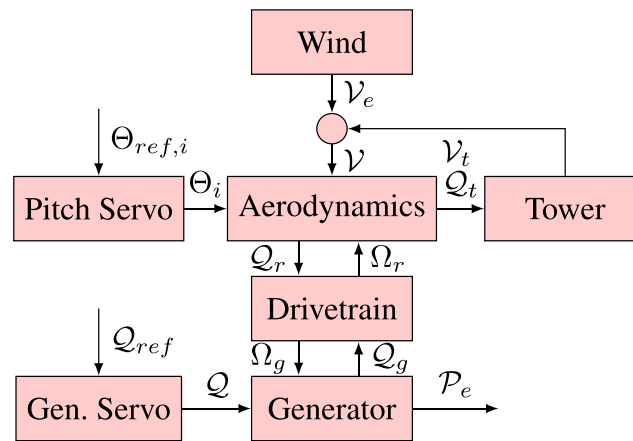 Wind
𝒱_e
Θ_{ref,i}
𝒱
𝒱_t
Θ_i
𝒬_t
Pitch Servo
Aerodynamics
Tower
𝒬_r
Ω_r
Drivetrain
𝒬_{ref}
Ω_g
𝒬_g
𝒬
𝒫_e
Gen. Servo
Generator